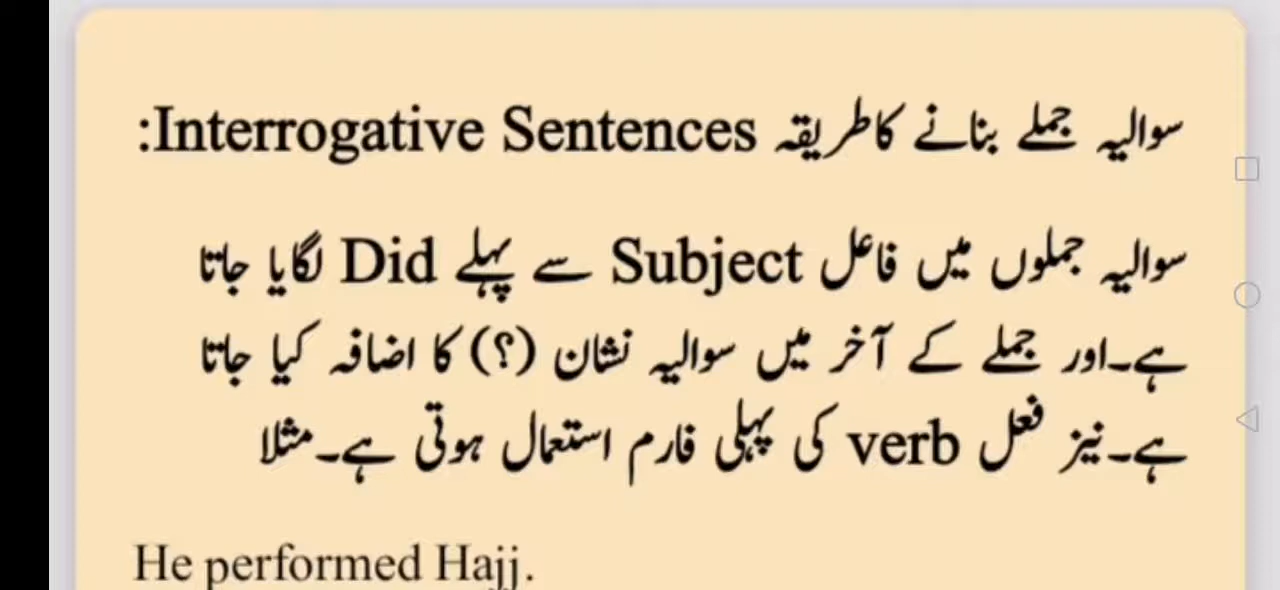 سوالیہ جملے بنانے کا طریقہ Interrogative Sentences:
سوالیہ جملوں میں فاعل Subject سے پہلے Did لگایا جاتا
ہے۔اور جملے کے آخر میں سوالیہ نشان (؟) کا اضافہ کیا جاتا
ہے۔نیز فعل verb کی پہلی فارم استعمال ہوتی ہے۔مثلا
He performed Hajj.